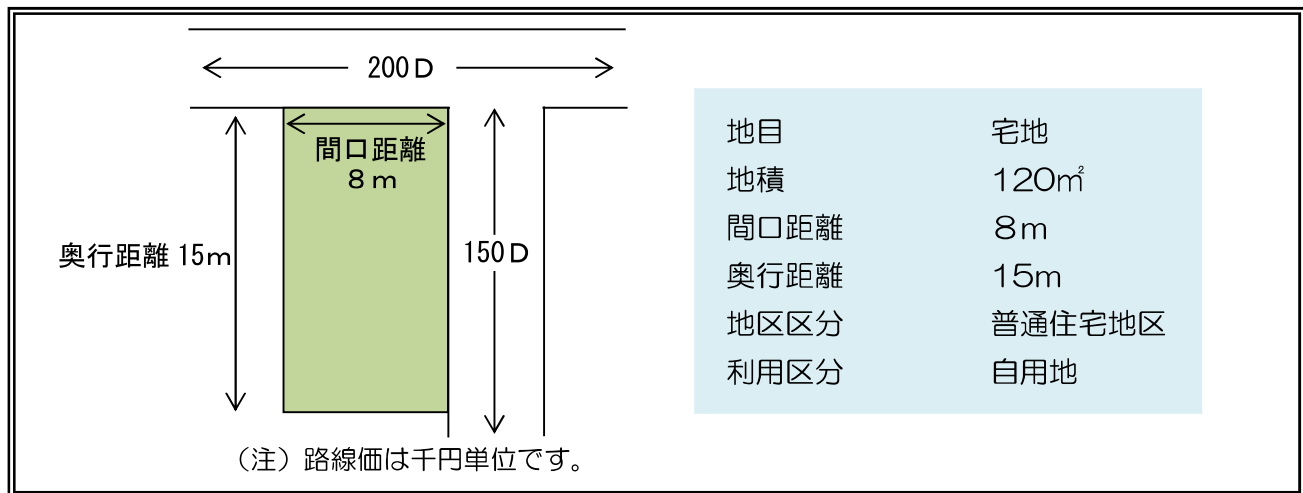 200D
間口距離
8m
奥行距離 15m
150D
(注)路線価は千円単位です。
地目 宅地
地積 120㎡
間口距離 8m
奥行距離 15m
地区区分 普通住宅地区
利用区分 自用地